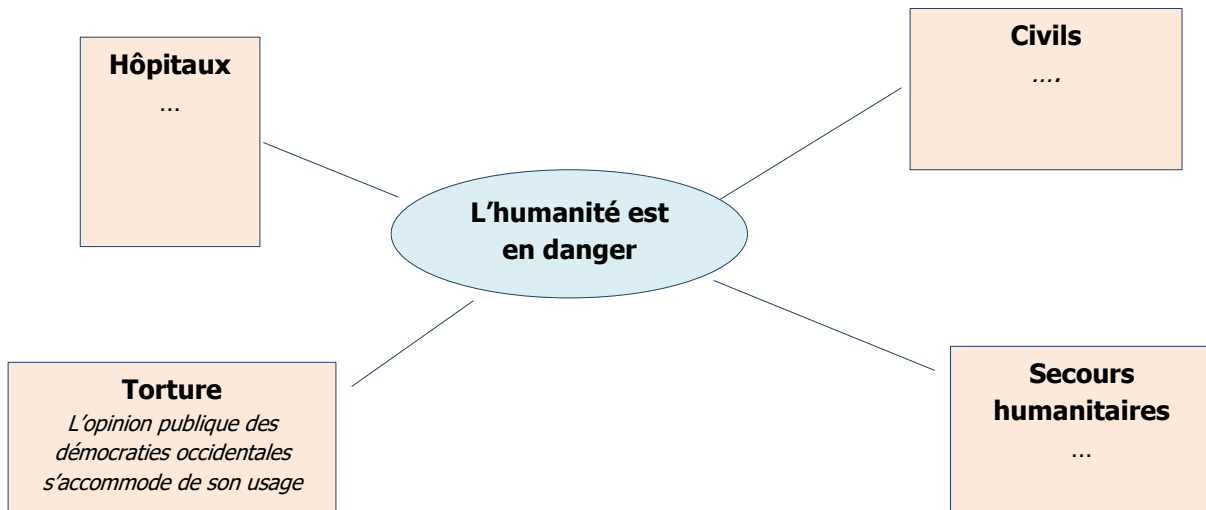 Hôpitaux
...
Civils
....
L’humanité est
en danger
Torture
L’opinion publique des
démocraties occidentales
s’accommode de son usage
Secours
humanitaires
...